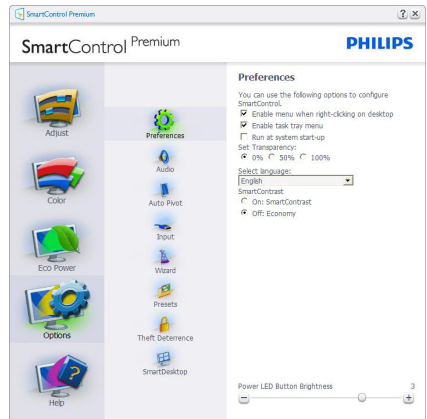 SmartControl Premium
? ×
SmartControl Premium
PHILIPS
Adjust
Color
Eco Power
Options
Help
Preferences
Audio
Auto Pivot
Input
Wizard
Presets
Theft Deterrence
SmartDesktop
Preferences
You can use the following options to configure
SmartControl.
Enable menu when right-clicking on desktop
Enable task tray menu
Run at system start-up
Set Transparency:
0% 50% 100%
Select language:
English
SmartContrast
On: SmartContrast
Off: Economy
Power LED Button Brightness 3